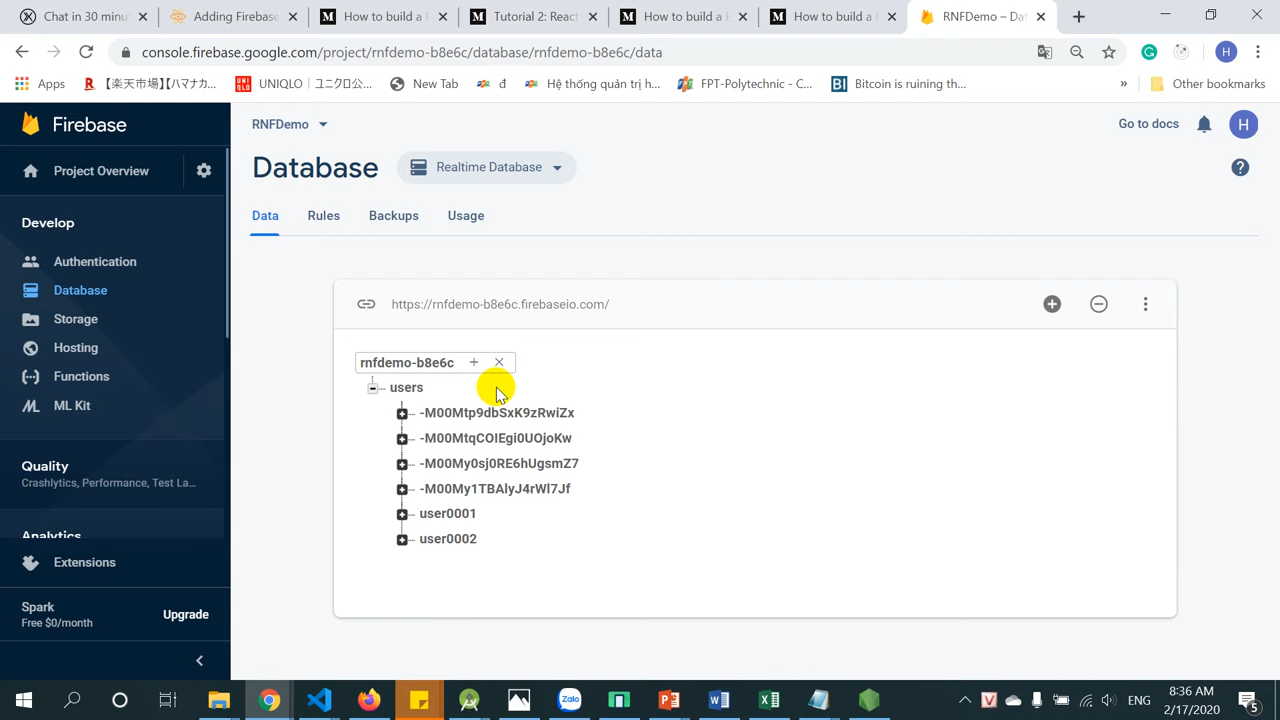 Chat in 30 minut
Adding Firebase
How to build a R
Tutorial 2: React
How to build a
How to build a
RNFDemo – Da
console.firebase.google.com/project/rnfdemo-b8e6c/database/rnfdemo-b8e6c/data
H
Apps
【楽天市場】【ハマナカ...
UNIQLO｜ユニクロ公...
New Tab
đ
Hệ thống quản trị h...
FPT-Polytechnic - C...
BI
Bitcoin is ruining th...
»
Other bookmarks
Firebase
RNFDemo
Go to docs
H
Project Overview
Database
Realtime Database
Develop
Data
Rules
Backups
Usage
Authentication
Database
Storage
Hosting
Functions
ML Kit
https://rnfdemo-b8e6c.firebaseio.com/
rnfdemo-b8e6c
users
-M00Mtp9dbSxK9zRwiZx
-M00MtqCOIEgi0UOjoKw
-M00My0sj0RE6hUgsmZ7
-M00My1TBAlyJ4rWl7Jf
user0001
user0002
Quality
Crashlytics, Performance, Test La...
Analytics
Extensions
Spark
Free $0/month
Upgrade
Zalo
ENG
8:36 AM
2/17/2020
5